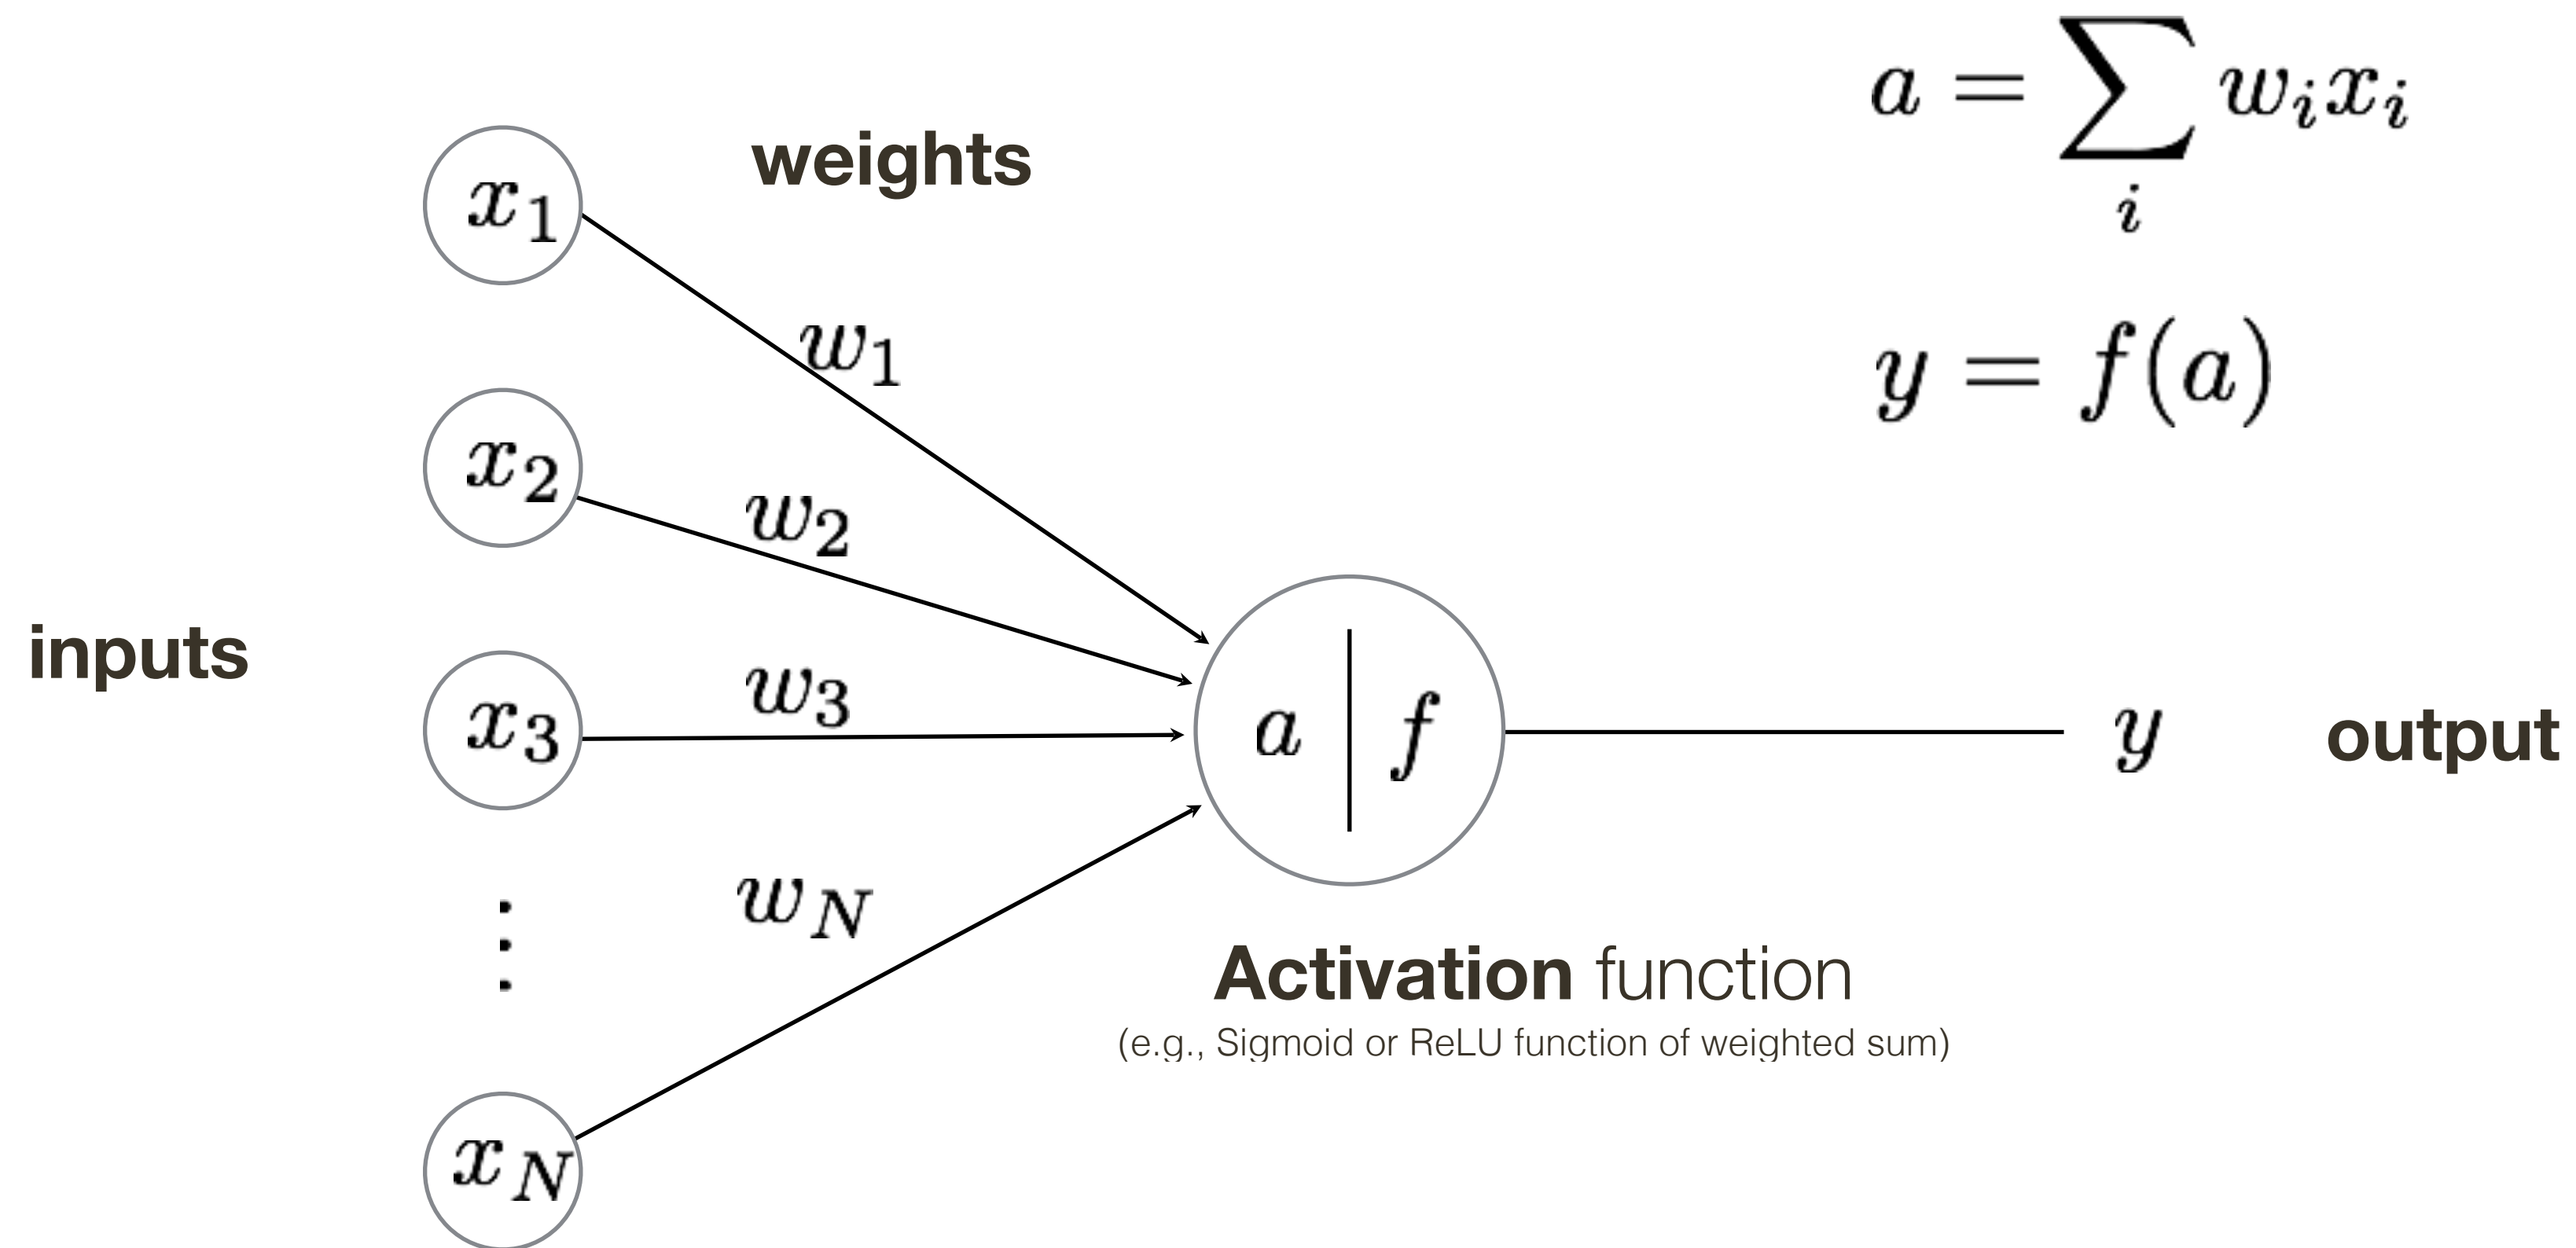 a = ∑ᵢ wᵢxᵢ
weights
x₁
w₁
y = f(a)
x₂
w₂
inputs
x₃
w₃
a | f
y
output
w_N
⋮
Activation function
(e.g., Sigmoid or ReLU function of weighted sum)
x_N